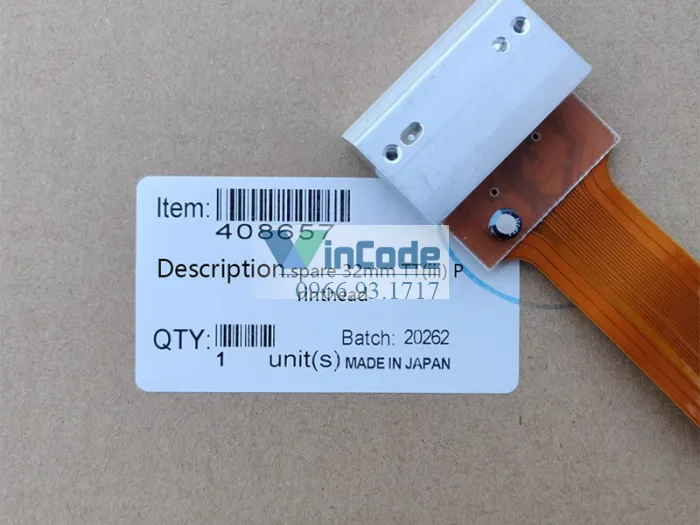 Item:
408657
WinCode
Description.spare 32mm TT(iii) P
rinthead
0966.93.1717
QTY:
1 unit(s)
Batch: 20262
MADE IN JAPAN